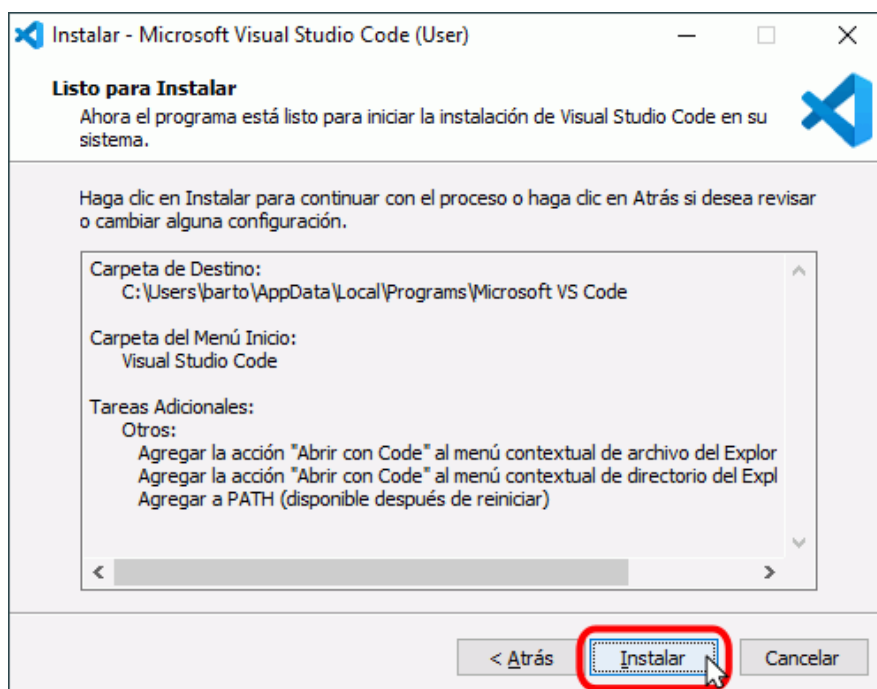 Instalar - Microsoft Visual Studio Code (User)
Listo para Instalar
Ahora el programa está listo para iniciar la instalación de Visual Studio Code en su
sistema.
Haga clic en Instalar para continuar con el proceso o haga clic en Atrás si desea revisar
o cambiar alguna configuración.
Carpeta de Destino:
C:\Users\barto\AppData\Local\Programs\Microsoft VS Code
Carpeta del Menú Inicio:
Visual Studio Code
Tareas Adicionales:
Otros:
Agregar la acción "Abrir con Code" al menú contextual de archivo del Explor
Agregar la acción "Abrir con Code" al menú contextual de directorio del Expl
Agregar a PATH (disponible después de reiniciar)
< Atrás Instalar Cancelar